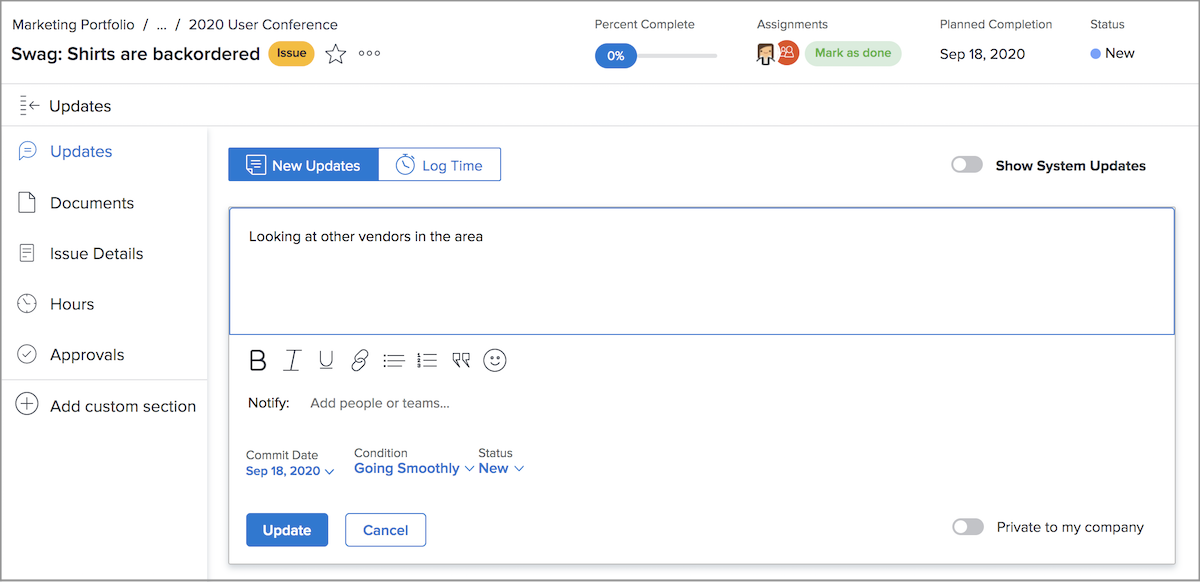 Marketing Portfolio / ... / 2020 User Conference
Swag: Shirts are backordered Issue
Percent Complete
0%
Assignments
Mark as done
Planned Completion
Sep 18, 2020
Status
New
Updates
Updates
Documents
Issue Details
Hours
Approvals
Add custom section
New Updates
Log Time
Show System Updates
Looking at other vendors in the area
B I U
Notify: Add people or teams...
Commit Date
Sep 18, 2020
Condition
Going Smoothly
Status
New
Update
Cancel
Private to my company